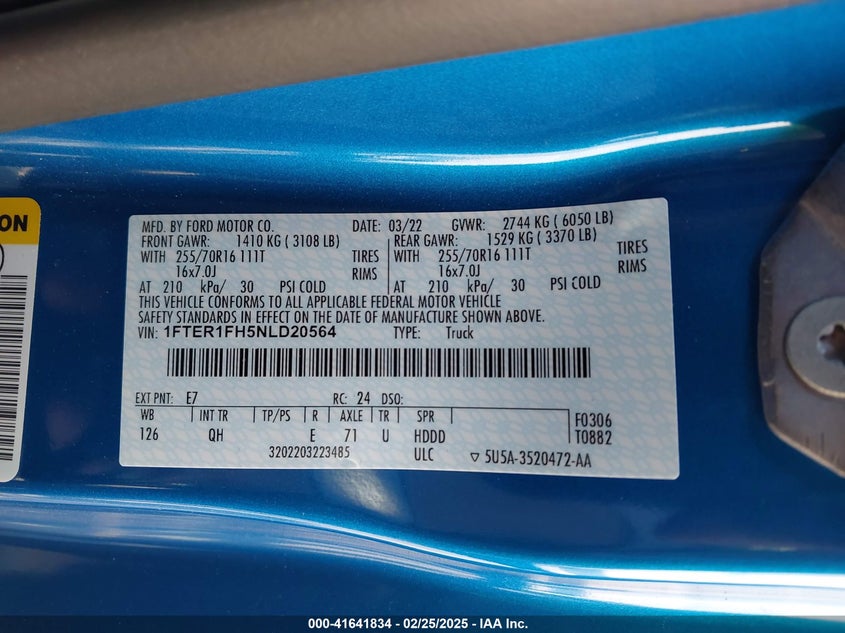 ON
MFD. BY FORD MOTOR CO. DATE: 03/22 GVWR: 2744 KG ( 6050 LB)
FRONT GAWR: 1410 KG ( 3108 LB) REAR GAWR: 1529 KG ( 3370 LB)
WITH 255/70R16 111T TIRES WITH 255/70R16 111T TIRES
16x7.0J RIMS 16x7.0J RIMS
AT 210 kPa/ 30 PSI COLD AT 210 kPa/ 30 PSI COLD
THIS VEHICLE CONFORMS TO ALL APPLICABLE FEDERAL MOTOR VEHICLE
SAFETY STANDARDS IN EFFECT ON THE DATE OF MANUFACTURE SHOWN ABOVE.
VIN: 1FTER1FH5NLD20564 TYPE: Truck
EXT PNT: E7 RC: 24 DSO:
WB INT TR TP/PS R AXLE TR SPR F0306
126 QH E 71 U HDDD T0882
3202203223485 ULC ▽ 5U5A-3520472-AA
000-41641834 / 02/25/2025 / IAA Inc.